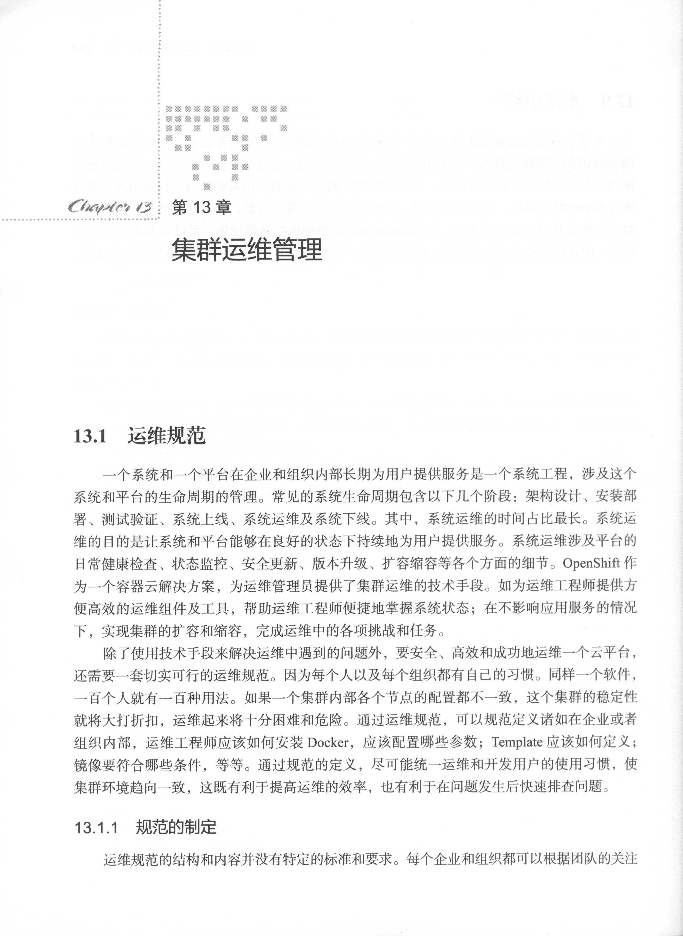 Chapter 13
第 13 章
集群运维管理
13.1 运维规范
一个系统和一个平台在企业和组织内部长期为用户提供服务是一个系统工程，涉及这个
系统和平台的生命周期的管理。常见的系统生命周期包含以下几个阶段：架构设计、安装部
署、测试验证、系统上线、系统运维及系统下线。其中，系统运维的时间占比最长。系统运
维的目的是让系统和平台能够在良好的状态下持续地为用户提供服务。系统运维涉及平台的
日常健康检查、状态监控、安全更新、版本升级、扩容缩容等各个方面的细节。OpenShift 作
为一个容器云解决方案，为运维管理员提供了集群运维的技术手段。如为运维工程师提供方
便高效的运维组件及工具，帮助运维工程师便捷地掌握系统状态；在不影响应用服务的情况
下，实现集群的扩容和缩容，完成运维中的各项挑战和任务。
除了使用技术手段来解决运维中遇到的问题外，要安全、高效和成功地运维一个云平台，
还需要一套切实可行的运维规范。因为每个人以及每个组织都有自己的习惯。同样一个软件，
一百个人就有一百种用法。如果一个集群内部各个节点的配置都不一致，这个集群的稳定性
就将大打折扣，运维起来将十分困难和危险。通过运维规范，可以规范定义诸如在企业或者
组织内部，运维工程师应该如何安装 Docker，应该配置哪些参数；Template 应该如何定义；
镜像要符合哪些条件，等等。通过规范的定义，尽可能统一运维和开发用户的使用习惯，使
集群环境趋向一致，这既有利于提高运维的效率，也有利于在问题发生后快速排查问题。
13.1.1 规范的制定
运维规范的结构和内容并没有特定的标准和要求。每个企业和组织都可以根据团队的关注